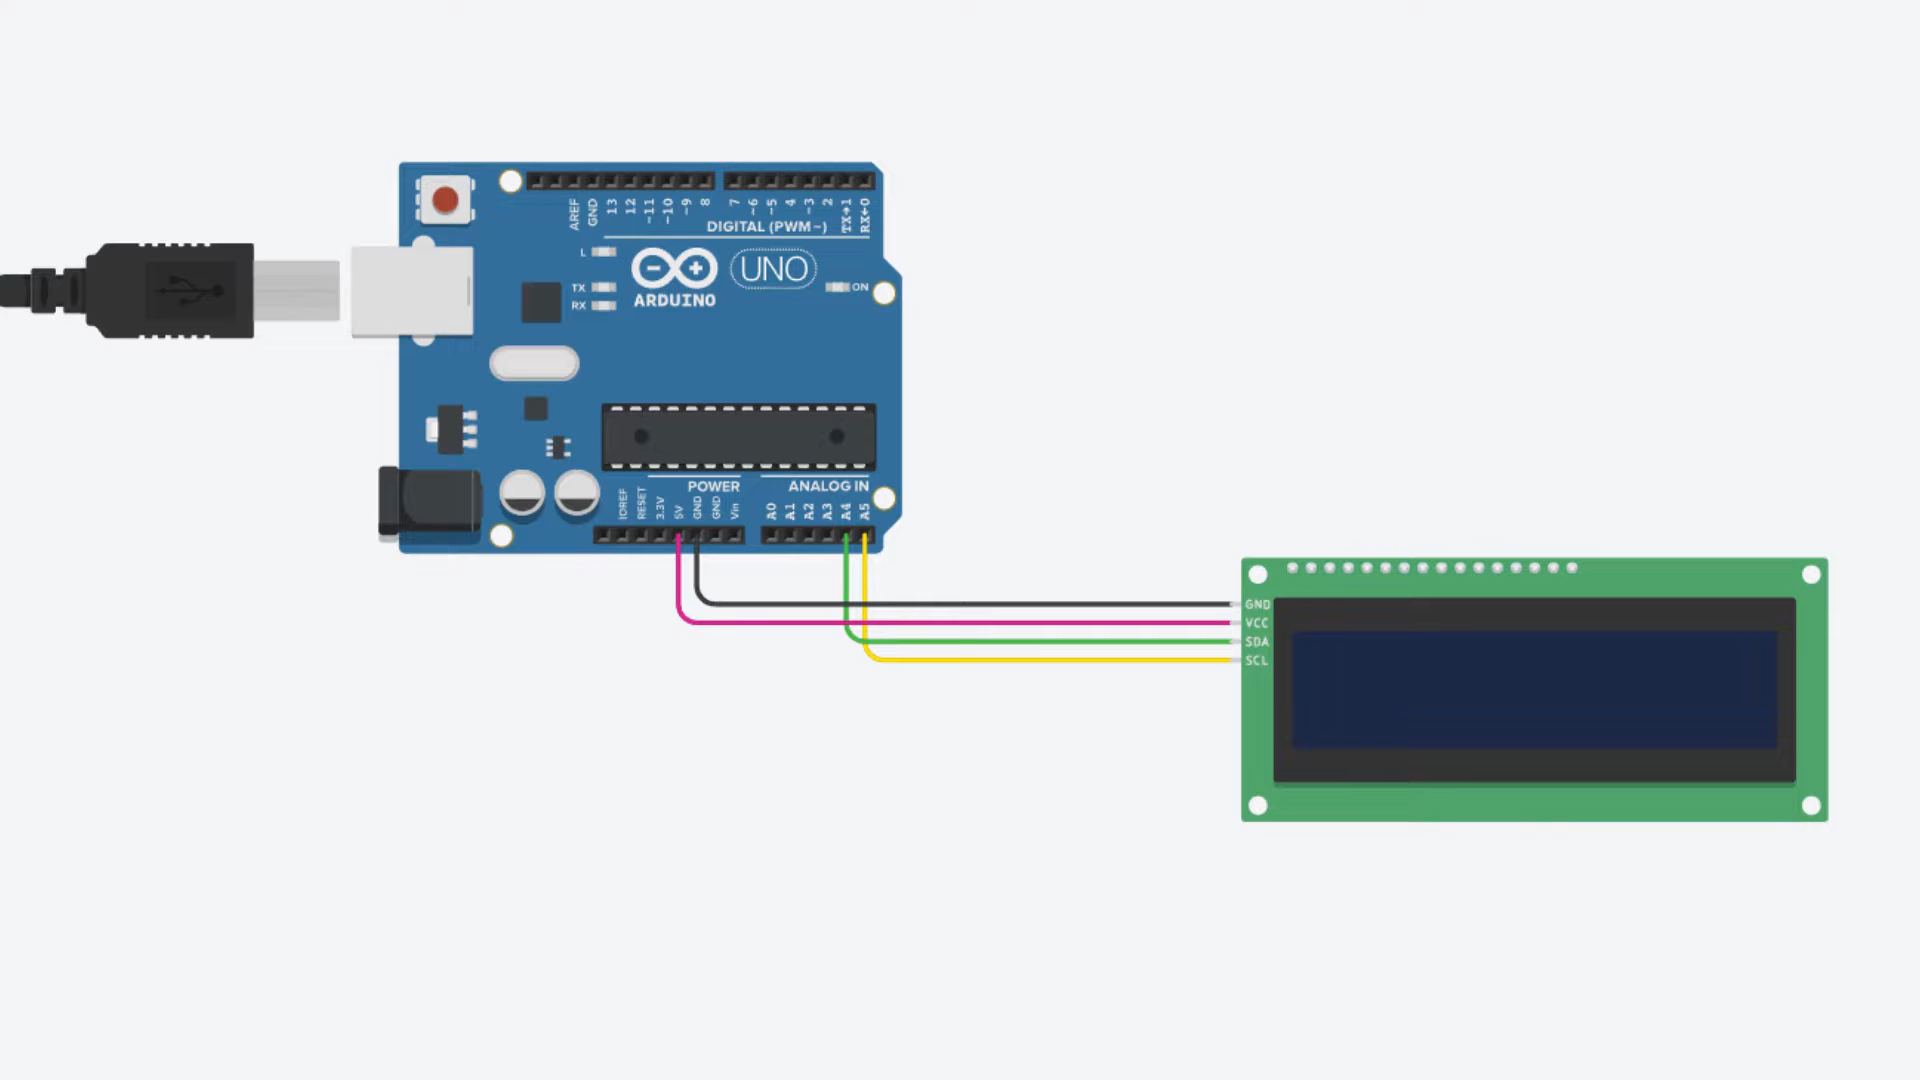 AREF
GND
13
12
~11
~10
~9
8
7
~6
~5
4
~3
2
TX→1
RX←0
DIGITAL (PWM~)
L
TX
RX
ARDUINO
UNO
ON
POWER
ANALOG IN
IOREF
RESET
3.3V
5V
GND
GND
Vin
A0
A1
A2
A3
A4
A5
GND
VCC
SDA
SCL